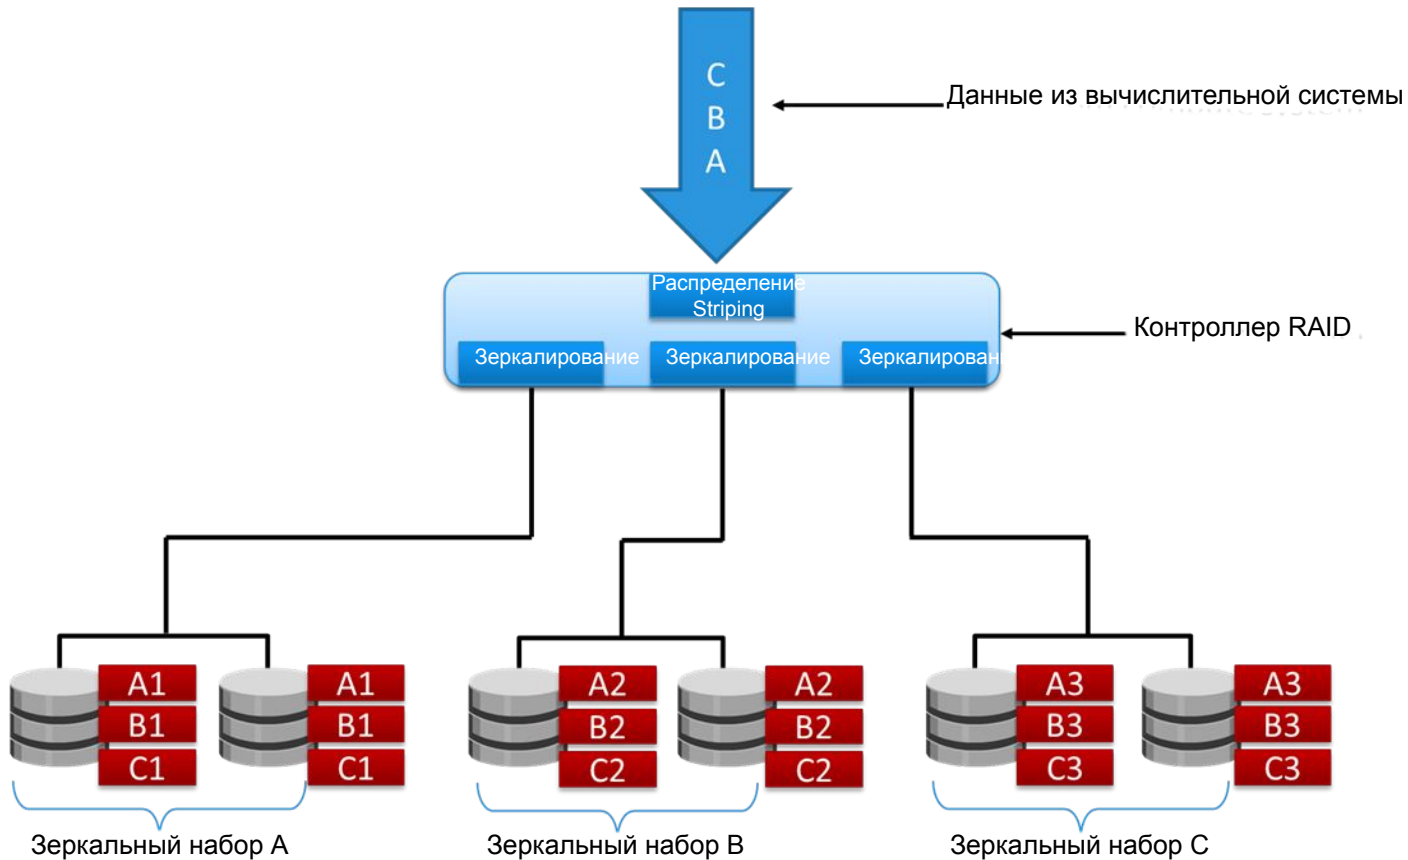 C
B
A
Данные из вычислительной системы
Распределение
Striping
Контроллер RAID
Зеркалирование
Зеркалирование
Зеркалирован
A1
A1
A2
A2
A3
A3
B1
B1
B2
B2
B3
B3
C1
C1
C2
C2
C3
C3
Зеркальный набор A
Зеркальный набор B
Зеркальный набор C